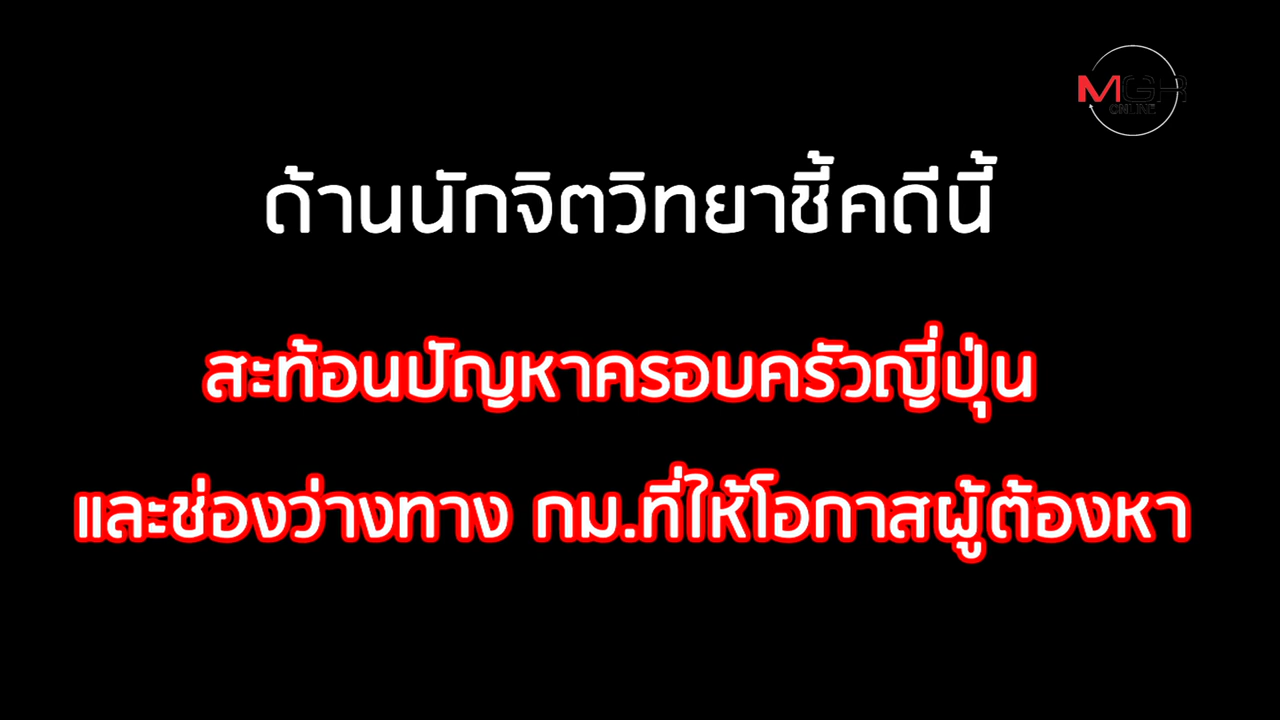 MGR
ONLINE
ด้านนักจิตวิทยาชี้คดีนี้
สะท้อนปัญหาครอบครัวญี่ปุ่น
และช่องว่างทาง กม.ที่ให้โอกาสผู้ต้องหา